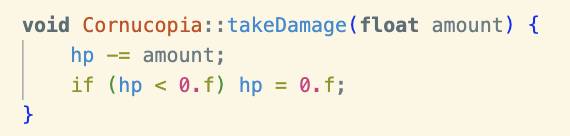 void Cornucopia::takeDamage(float amount) {
    hp -= amount;
    if (hp < 0.f) hp = 0.f;
}